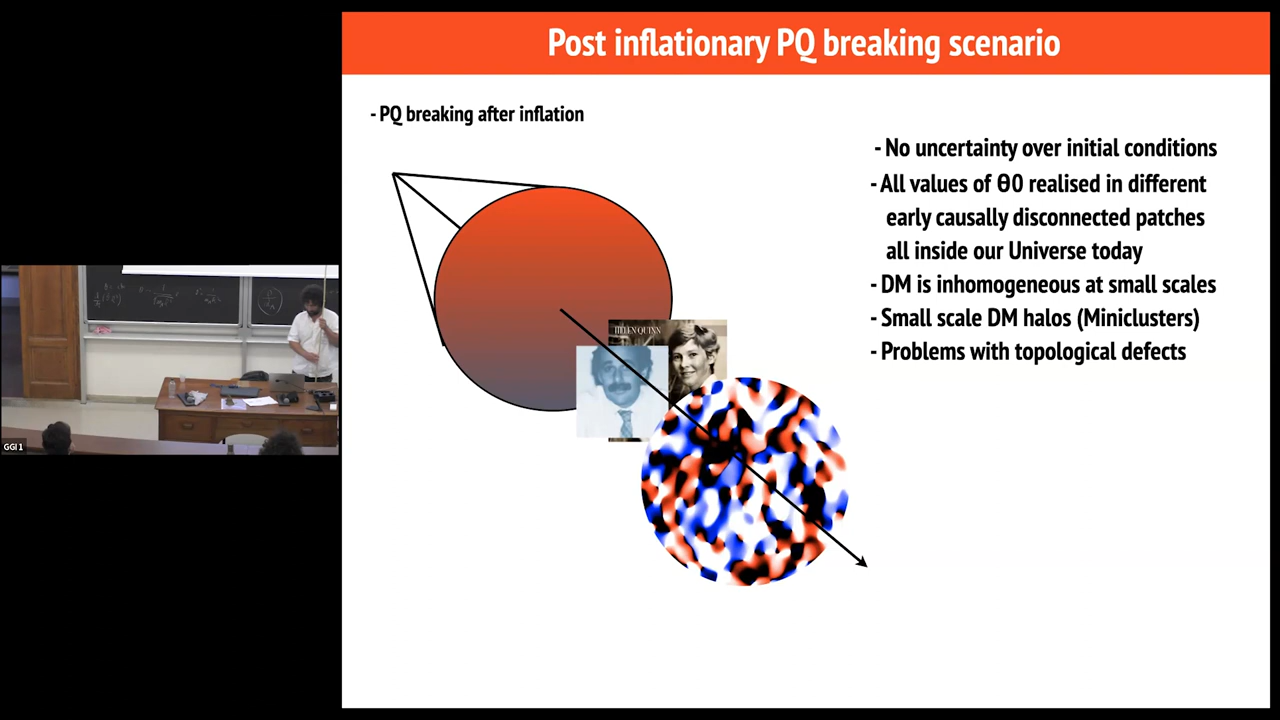 Post inflationary PQ breaking scenario
- PQ breaking after inflation
- No uncertainty over initial conditions
- All values of θ0 realised in different
early causally disconnected patches
all inside our Universe today
- DM is inhomogeneous at small scales
- Small scale DM halos (Miniclusters)
- Problems with topological defects
HELEN QUINN
GGI 1